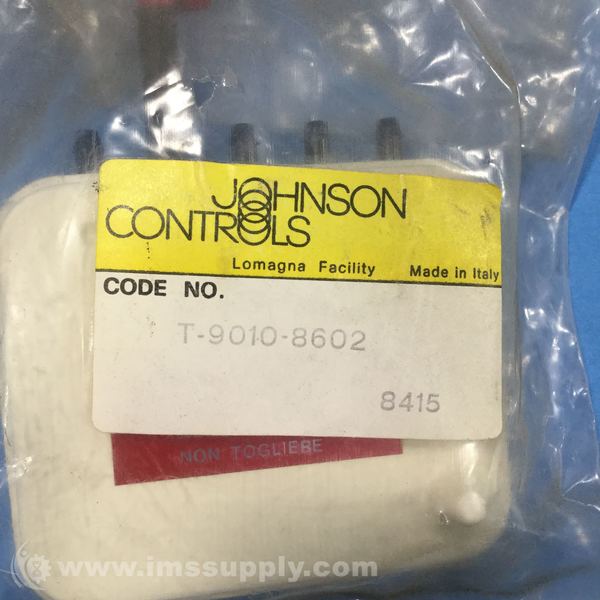 JOHNSON
CONTROLS
Lomagna Facility Made in Italy
CODE NO.
T-9010-8602
8415
NON TOGLIERE
www.imssupply.com